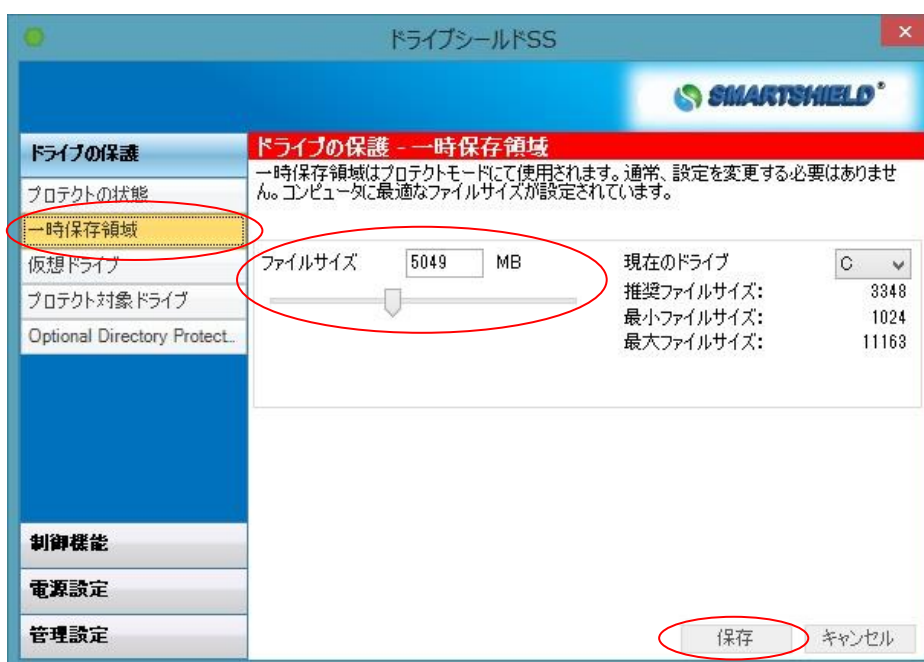 ドライブシールドSS
SMARTSHIELD
ドライブの保護
プロテクトの状態
一時保存領域
仮想ドライブ
プロテクト対象ドライブ
Optional Directory Protect..
制御機能
電源設定
管理設定
ドライブの保護 - 一時保存領域
一時保存領域はプロテクトモードにて使用されます。通常、設定を変更する必要はありませ
ん。コンピュータに最適なファイルサイズが設定されています。
ファイルサイズ 5049 MB
現在のドライブ C
推奨ファイルサイズ: 3348
最小ファイルサイズ: 1024
最大ファイルサイズ: 11163
保存 キャンセル